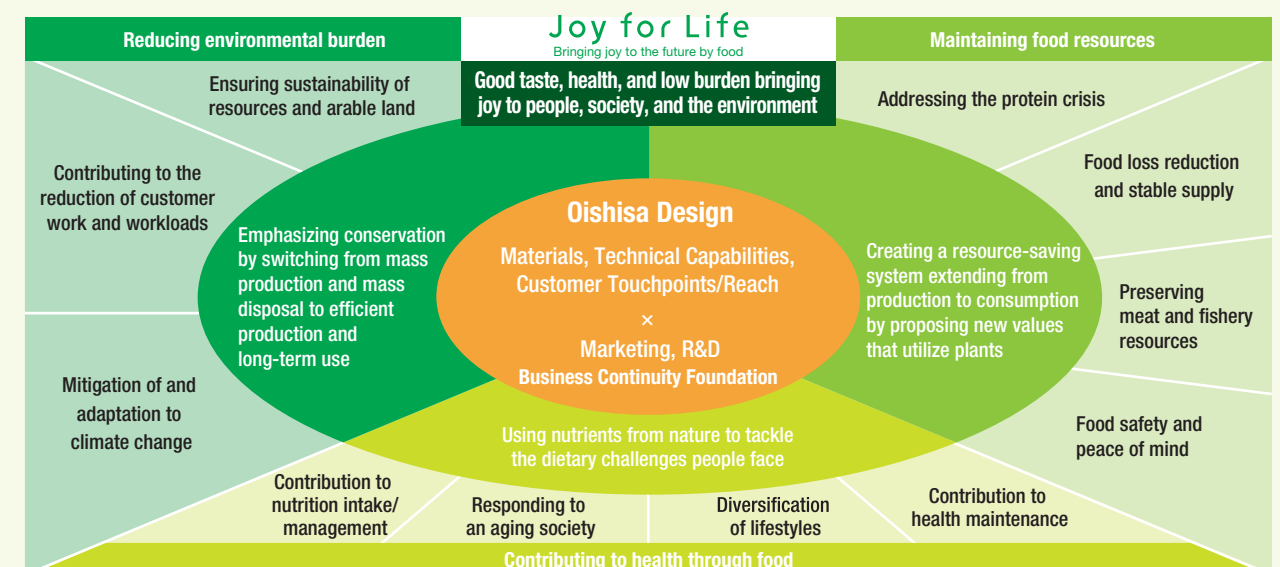 Joy for Life
Bringing joy to the future by food
Reducing environmental burden
Maintaining food resources
Good taste, health, and low burden bringing
joy to people, society, and the environment
Ensuring sustainability of
resources and arable land
Contributing to the
reduction of customer
work and workloads
Mitigation of and
adaptation to
climate change
Emphasizing conservation
by switching from mass
production and mass
disposal to efficient
production and
long-term use
Oishisa Design
Materials, Technical Capabilities,
Customer Touchpoints/Reach
×
Marketing, R&D
Business Continuity Foundation
Creating a resource-saving
system extending from
production to consumption
by proposing new values
that utilize plants
Addressing the protein crisis
Food loss reduction
and stable supply
Preserving
meat and fishery
resources
Food safety and
peace of mind
Using nutrients from nature to tackle
the dietary challenges people face
Contribution to
nutrition intake/
management
Responding to
an aging society
Diversification
of lifestyles
Contribution to
health maintenance
Contributing to health through food